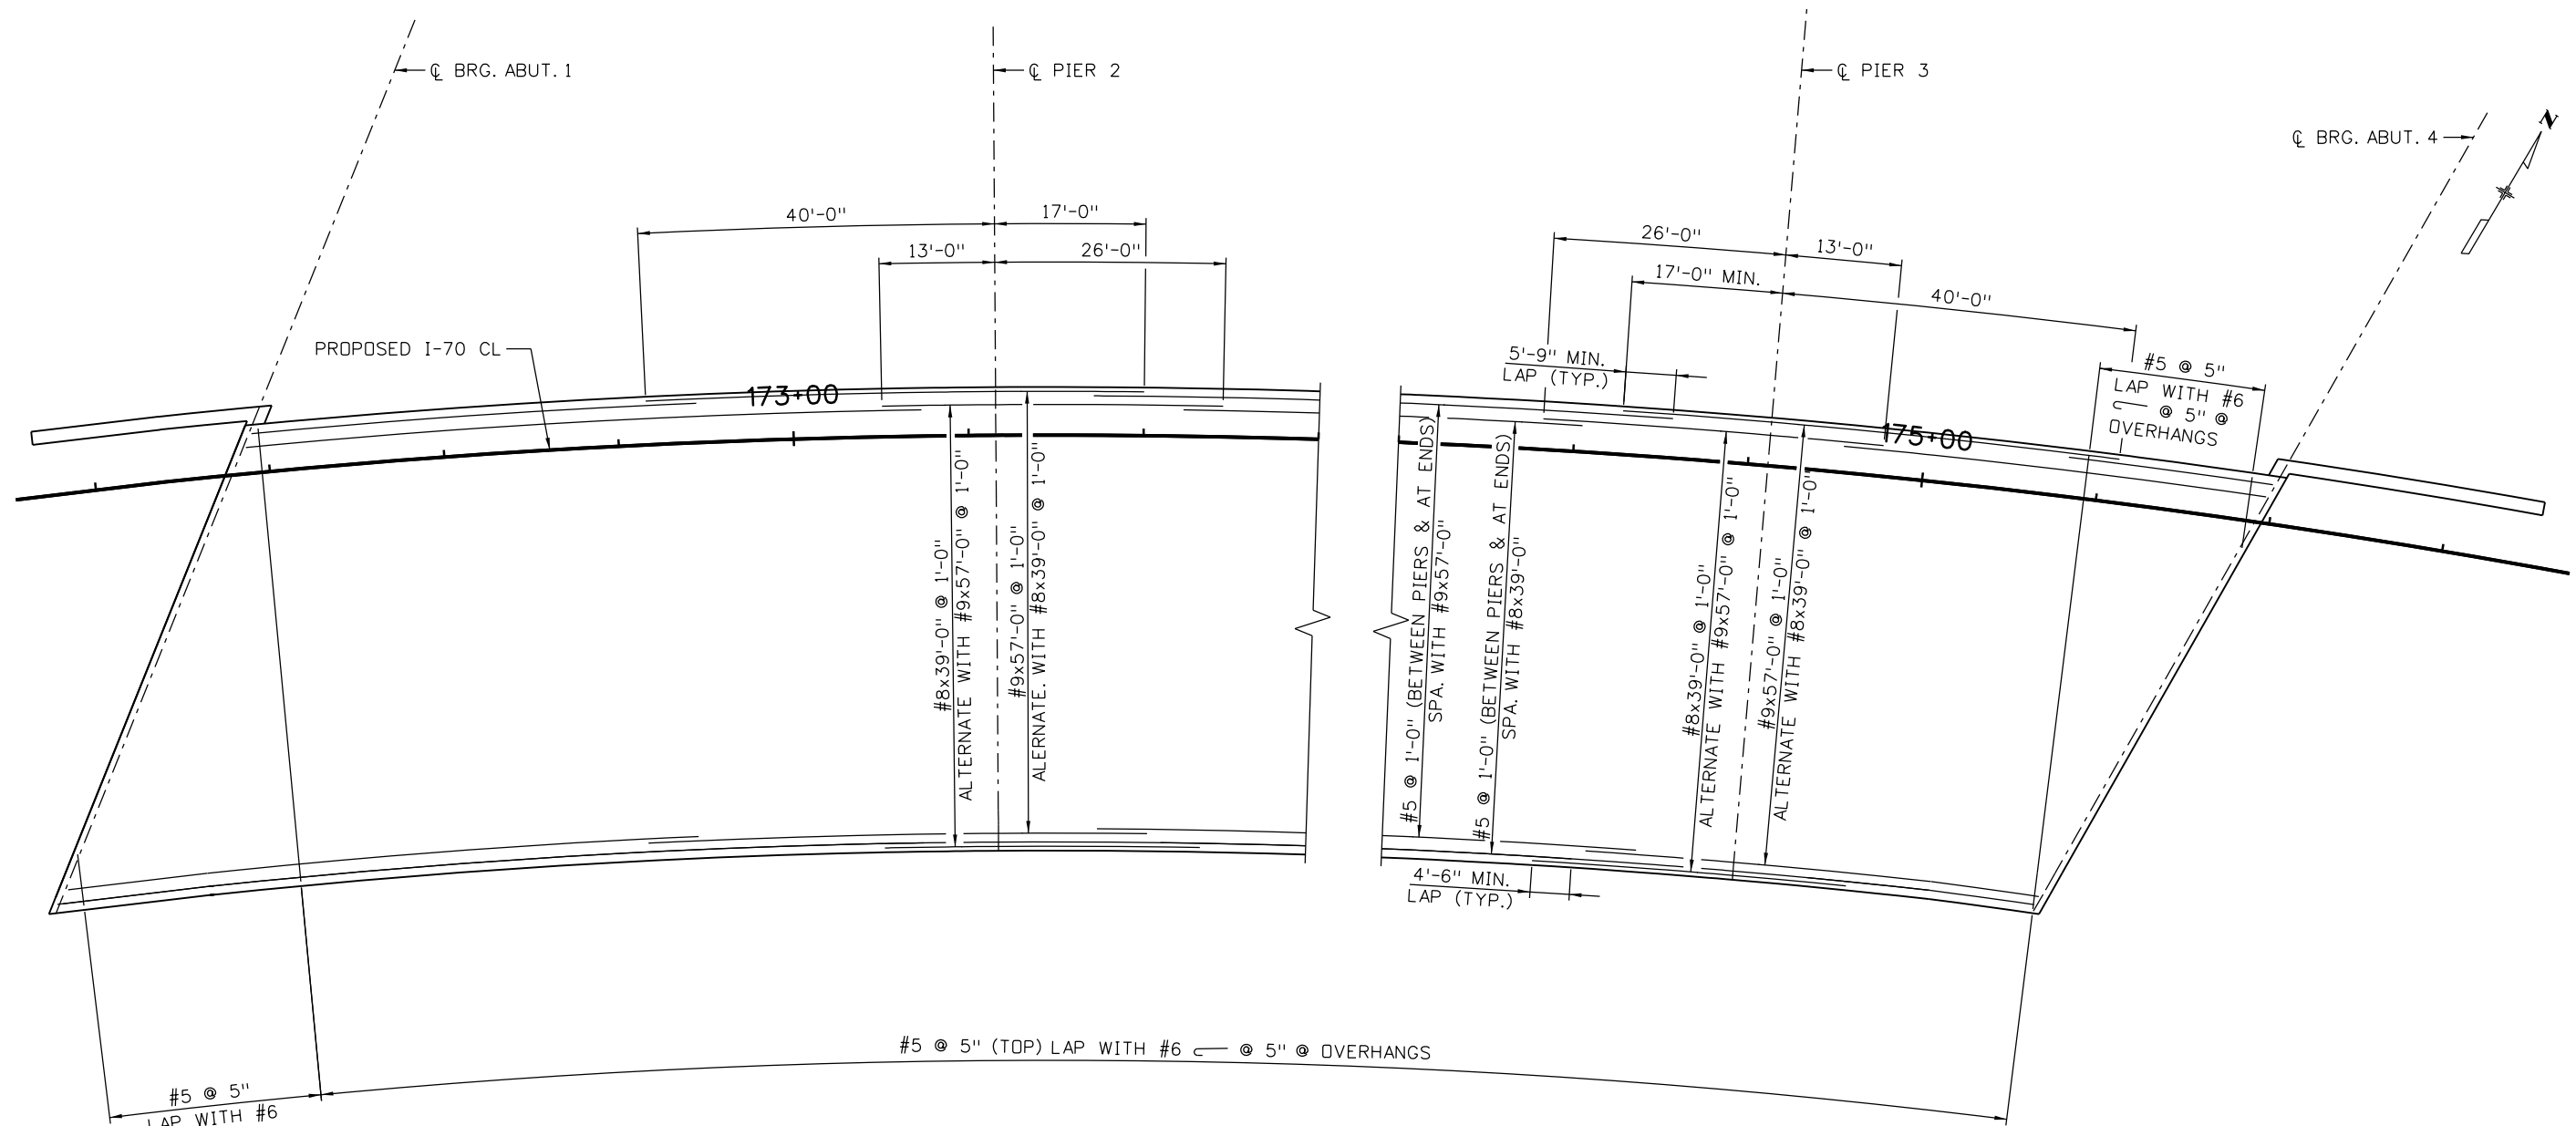 ℄ BRG. ABUT. 1
℄ PIER 2
℄ PIER 3
℄ BRG. ABUT. 4
N
40'-0"
17'-0"
13'-0"
26'-0"
26'-0"
13'-0"
17'-0" MIN.
40'-0"
PROPOSED I-70 CL
173+00
5'-9" MIN.
LAP (TYP.)
#5 @ 5"
LAP WITH #6
@ 5" @
OVERHANGS
175+00
#8x39'-0" @ 1'-0"
ALTERNATE WITH #9x57'-0" @ 1'-0"
#9x57'-0" @ 1'-0"
ALERNATE. WITH #8x39'-0" @ 1'-0"
#5 @ 1'-0" (BETWEEN PIERS & AT ENDS)
SPA. WITH #9x57'-0"
#5 @ 1'-0" (BETWEEN PIERS & AT ENDS)
SPA. WITH #8x39'-0"
#8x39'-0" @ 1'-0"
ALTERNATE WITH #9x57'-0" @ 1'-0"
#9x57'-0" @ 1'-0"
ALTERNATE WITH #8x39'-0" @ 1'-0"
4'-6" MIN.
LAP (TYP.)
#5 @ 5" (TOP) LAP WITH #6 @ 5" @ OVERHANGS
#5 @ 5"
LAP WITH #6